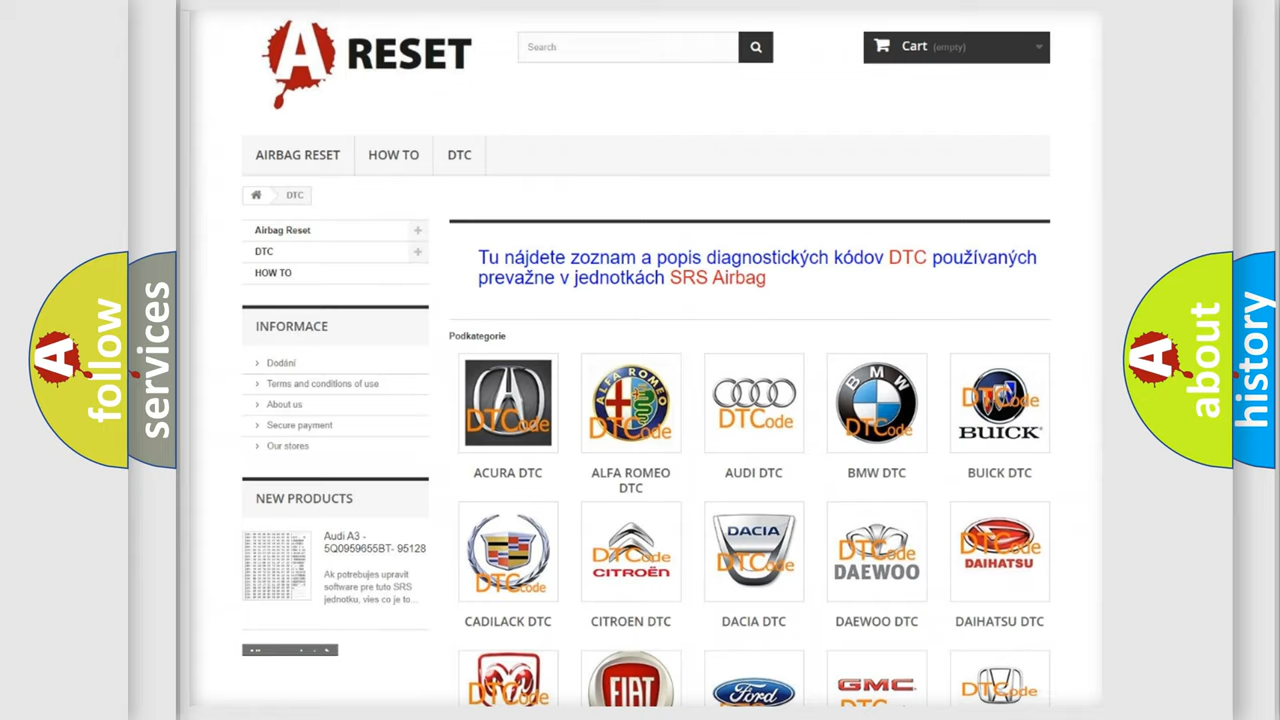 A RESET
Search
Cart (empty)
AIRBAG RESET
HOW TO
DTC
DTC
Airbag Reset
DTC
HOW TO
INFORMACE
Dodání
Terms and conditions of use
About us
Secure payment
Our stores
NEW PRODUCTS
Audi A3 -
5Q0959655BT- 95128
Ak potrebujes upravit
software pre tuto SRS
jednotku, vies co je to...
Tu nájdete zoznam a popis diagnostických kódov DTC používaných
prevažne v jednotkách SRS Airbag
Podkategorie
DTCode
ALFA ROMEO
DTCode
DTCode
BMW
DTCode
DTCode
BUICK
ACURA DTC
ALFA ROMEO
DTC
AUDI DTC
BMW DTC
BUICK DTC
DTCode
DTCode
CITROËN
DACIA
DTCode
DTCode
DAEWOO
DTCode
DAIHATSU
CADILACK DTC
CITROEN DTC
DACIA DTC
DAEWOO DTC
DAIHATSU DTC
DTCode
FIAT
Ford
GMC
DTCode
A follow
services
A about
history